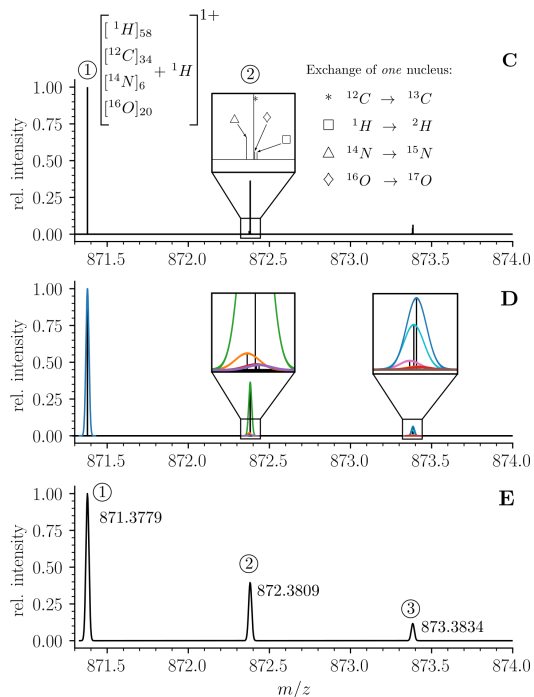 C
①
[ ¹H]₅₈
[¹²C]₃₄
[¹⁴N]₆
[¹⁶O]₂₀
+ ¹H
1+
②
*
△
◇
□
Exchange of one nucleus:
* ¹²C → ¹³C
□ ¹H → ²H
△ ¹⁴N → ¹⁵N
◇ ¹⁶O → ¹⁷O
rel. intensity
1.00
0.75
0.50
0.25
0.00
871.5 872.0 872.5 873.0 873.5 874.0
D
rel. intensity
1.00
0.75
0.50
0.25
0.00
871.5 872.0 872.5 873.0 873.5 874.0
E
①
871.3779
②
872.3809
③
873.3834
rel. intensity
1.00
0.75
0.50
0.25
0.00
871.5 872.0 872.5 873.0 873.5 874.0
m/z